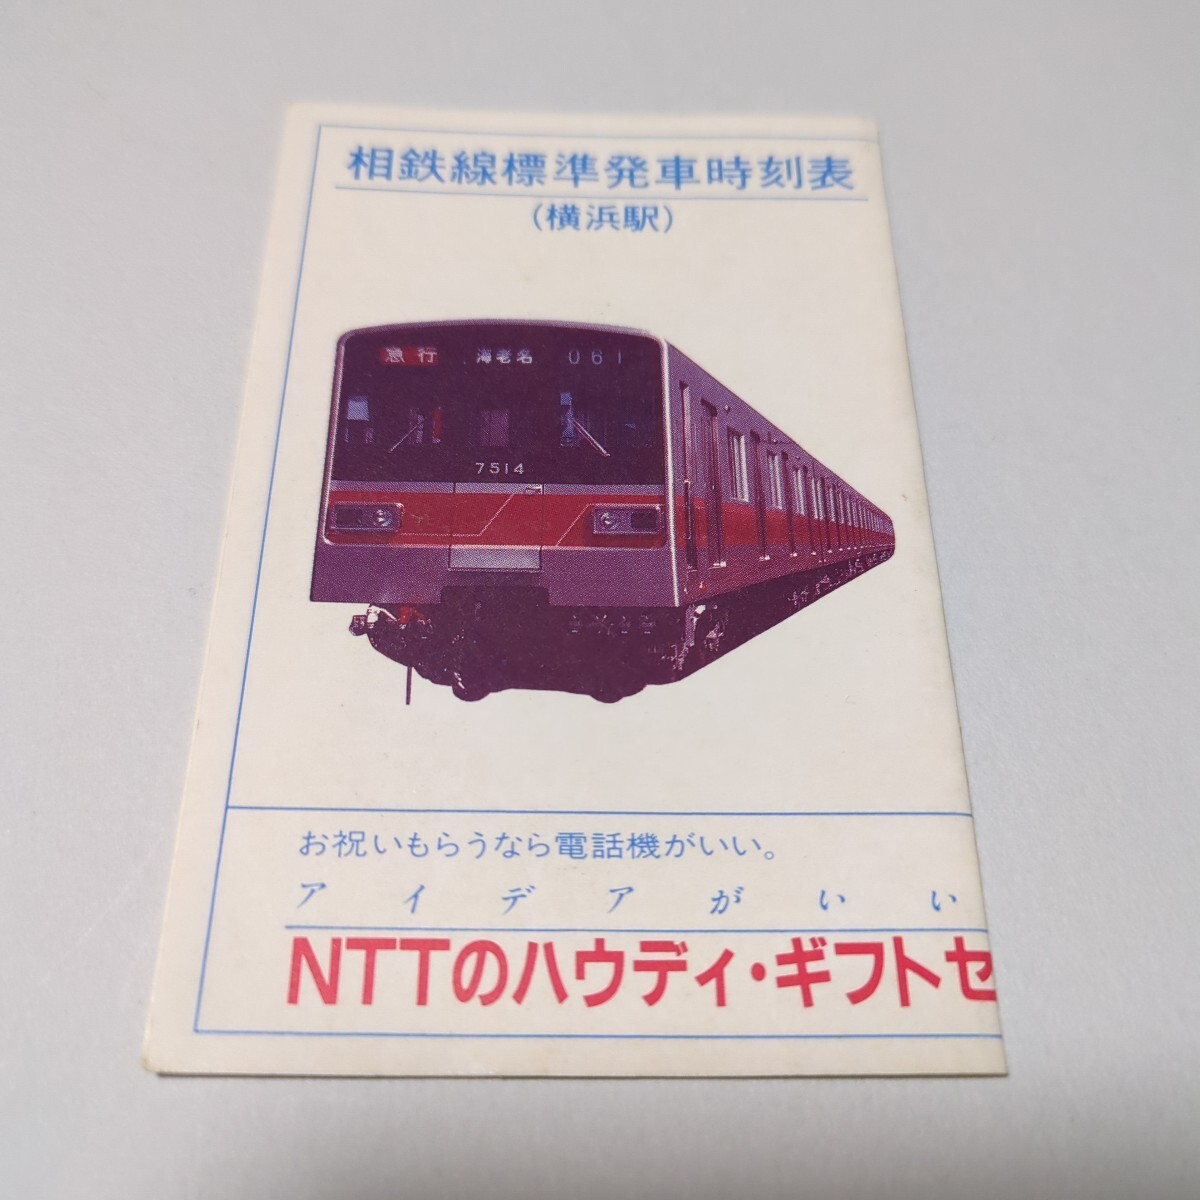 相鉄線標準発車時刻表
(横浜駅)
急行 海老名 061
7514
お祝いもらうなら電話機がいい。
アイデアがいい
NTTのハウディ・ギフトセ